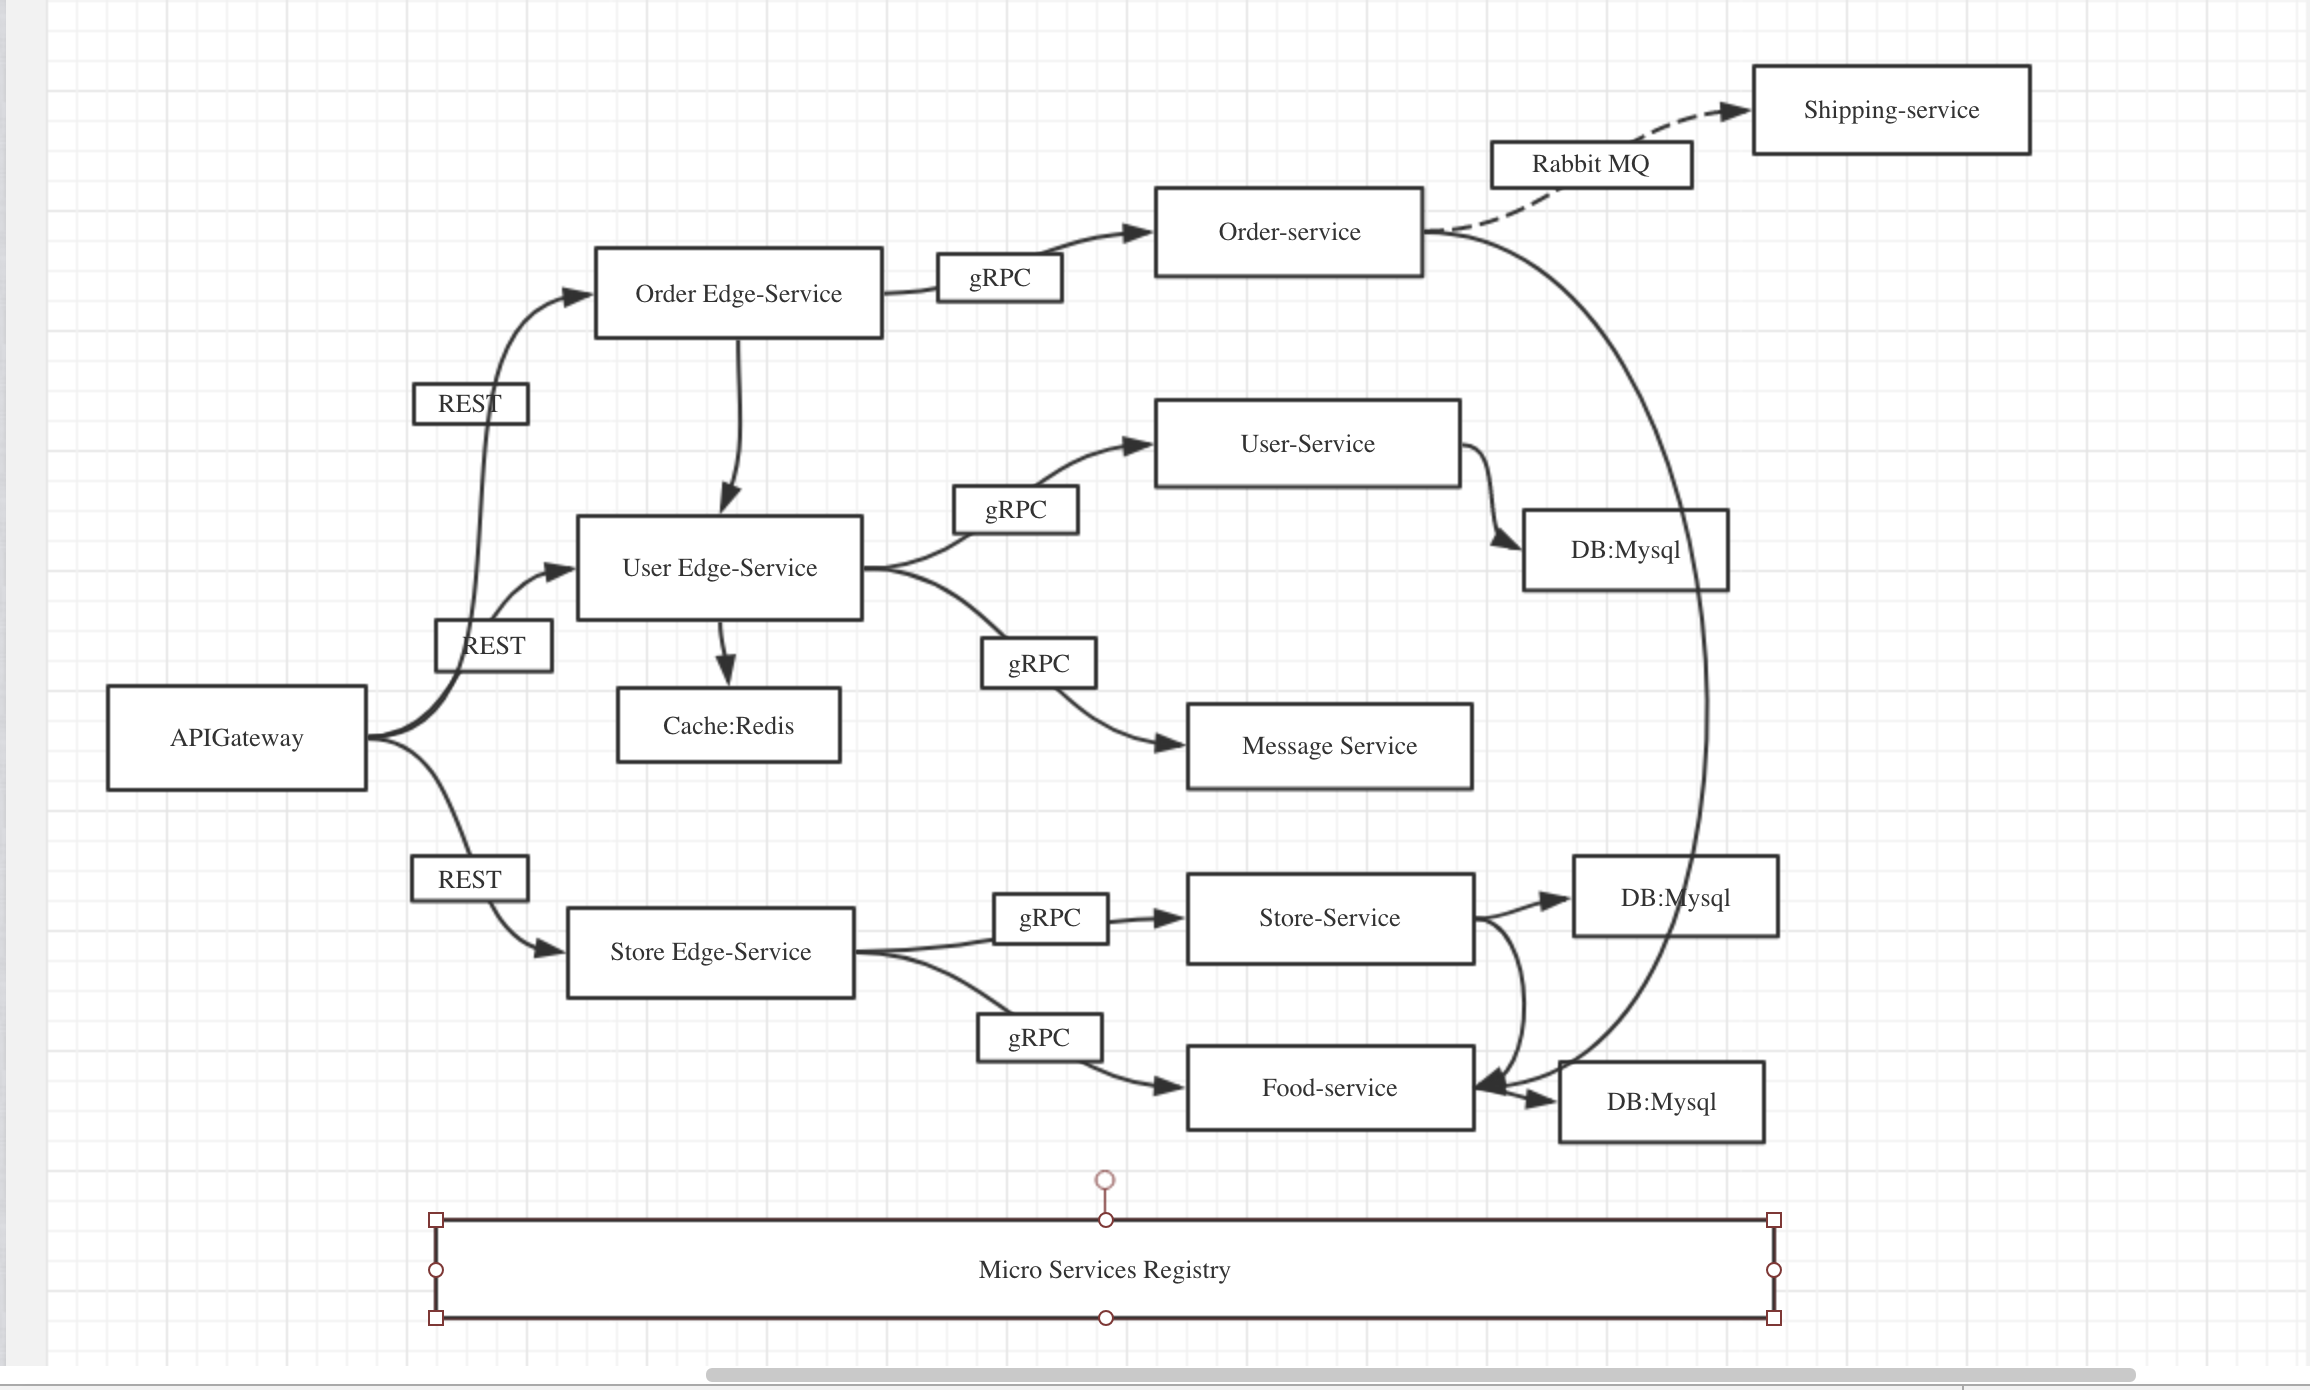 Shipping-service
Rabbit MQ
Order-service
gRPC
Order Edge-Service
REST
User-Service
gRPC
DB:Mysql
User Edge-Service
REST
gRPC
Cache:Redis
APIGateway
Message Service
REST
DB:Mysql
gRPC
Store-Service
Store Edge-Service
gRPC
Food-service
DB:Mysql
Micro Services Registry